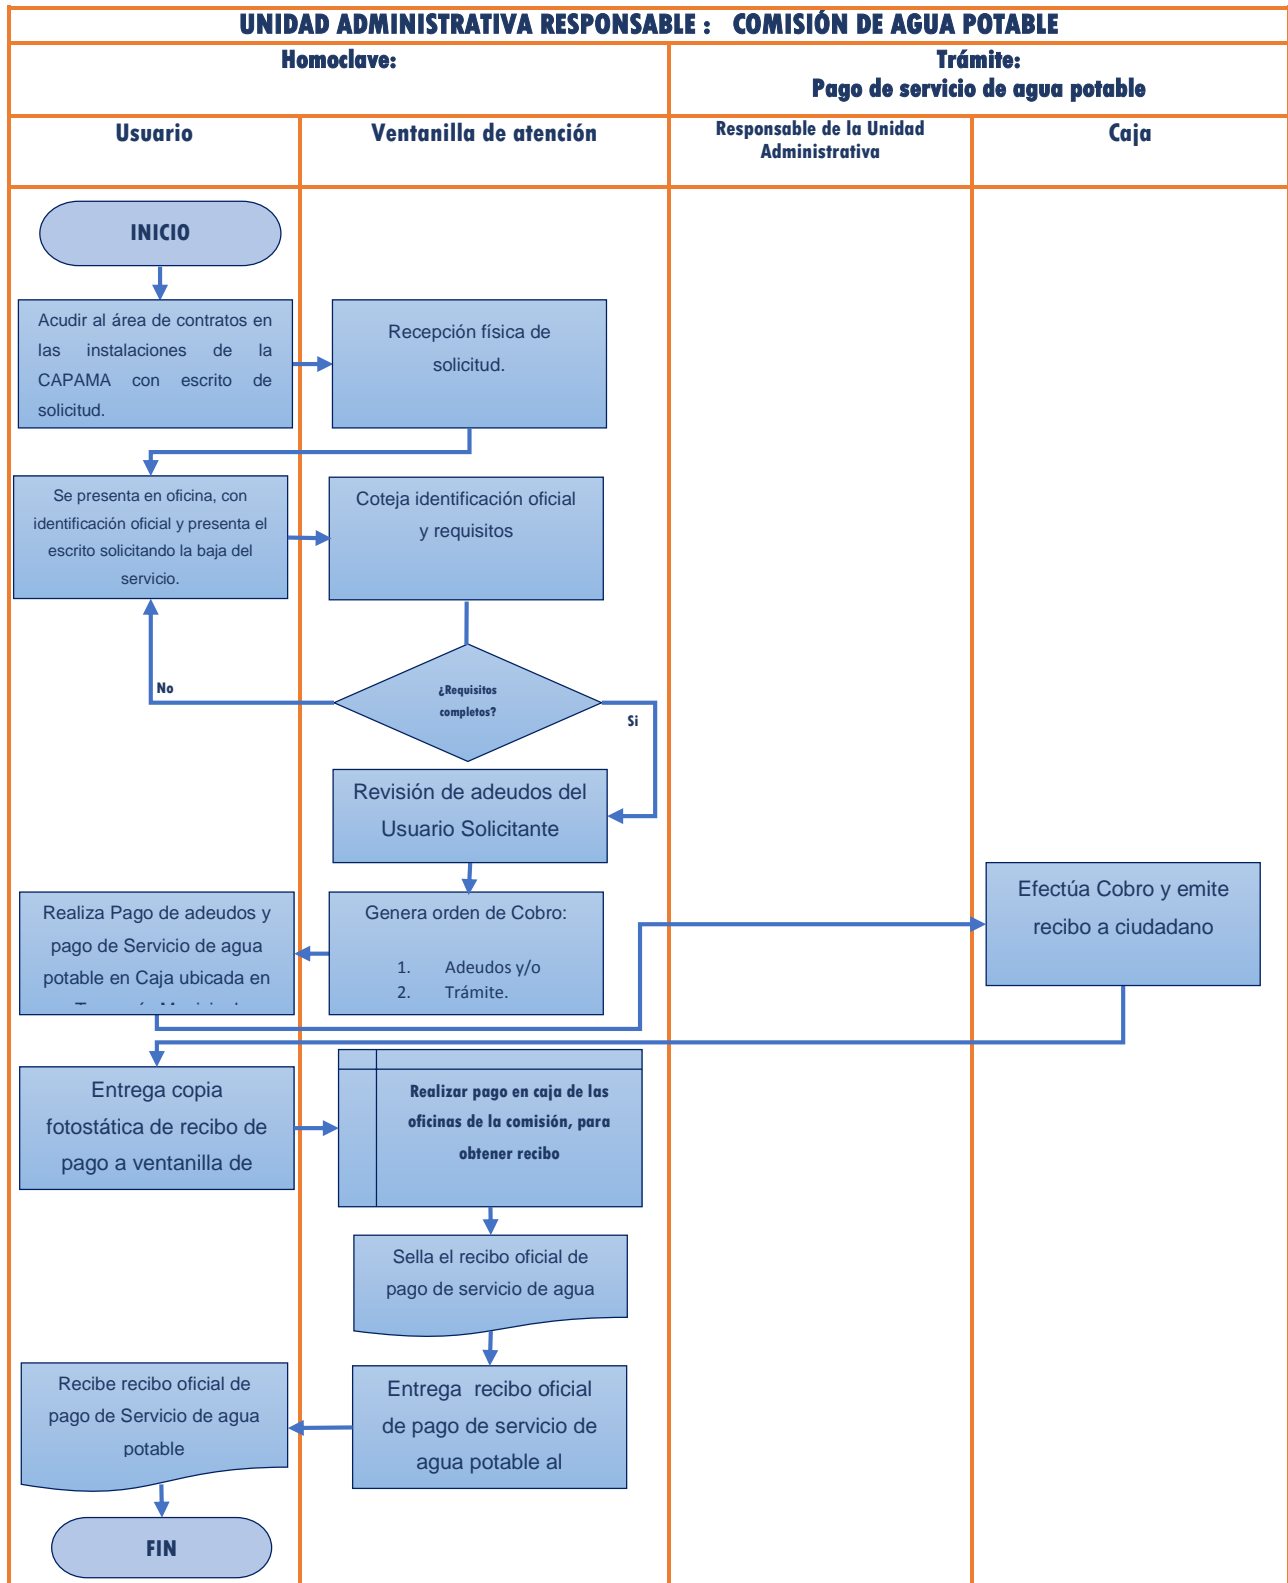 UNIDAD ADMINISTRATIVA RESPONSABLE : COMISIÓN DE AGUA POTABLE
Homoclave:
Trámite:
Pago de servicio de agua potable
Usuario
Ventanilla de atención
Responsable de la Unidad
Administrativa
Caja
INICIO
Acudir al área de contratos en
las instalaciones de la
CAPAMA con escrito de
solicitud.
Recepción física de
solicitud.
Se presenta en oficina, con
identificación oficial y presenta el
escrito solicitando la baja del
servicio.
Coteja identificación oficial
y requisitos
¿Requisitos
completos?
No
Si
Revisión de adeudos del
Usuario Solicitante
Genera orden de Cobro:
1. Adeudos y/o
2. Trámite.
Realiza Pago de adeudos y
pago de Servicio de agua
potable en Caja ubicada en
Efectúa Cobro y emite
recibo a ciudadano
Entrega copia
fotostática de recibo de
pago a ventanilla de
Realizar pago en caja de las
oficinas de la comisión, para
obtener recibo
Sella el recibo oficial de
pago de servicio de agua
Entrega recibo oficial
de pago de servicio de
agua potable al
Recibe recibo oficial de
pago de Servicio de agua
potable
FIN